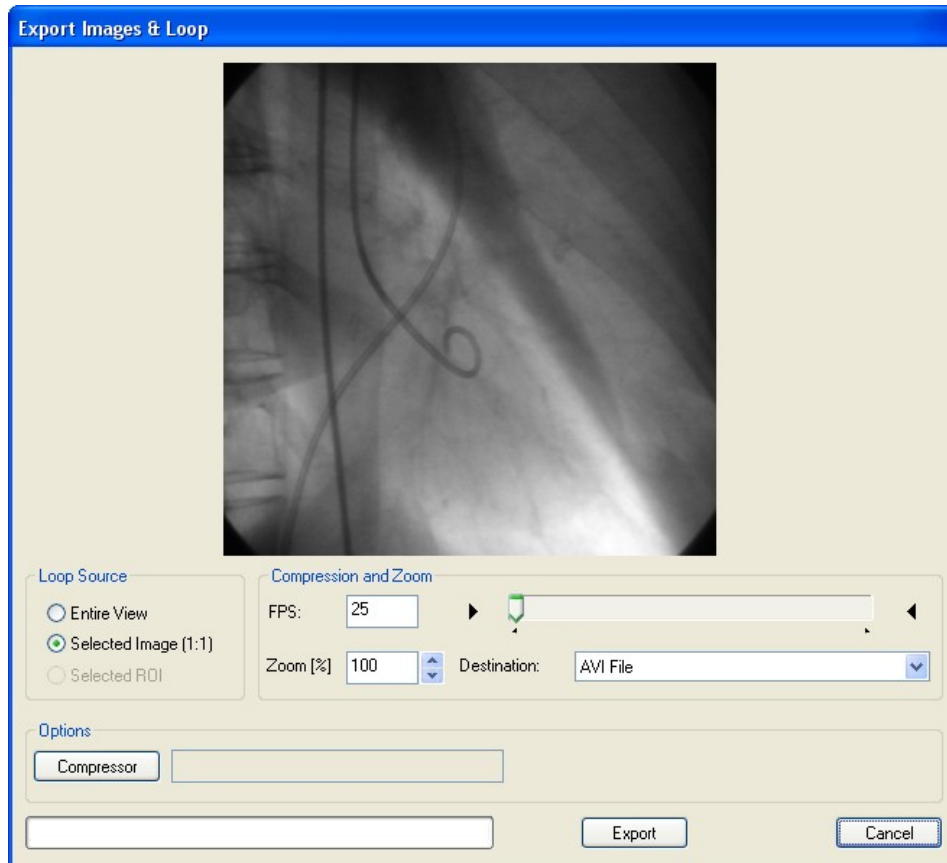 Export Images & Loop
Loop Source
Entire View
Selected Image (1:1)
Selected ROI
Compression and Zoom
FPS: 25
Zoom [%] 100 Destination: AVI File
Options
Compressor
Export Cancel